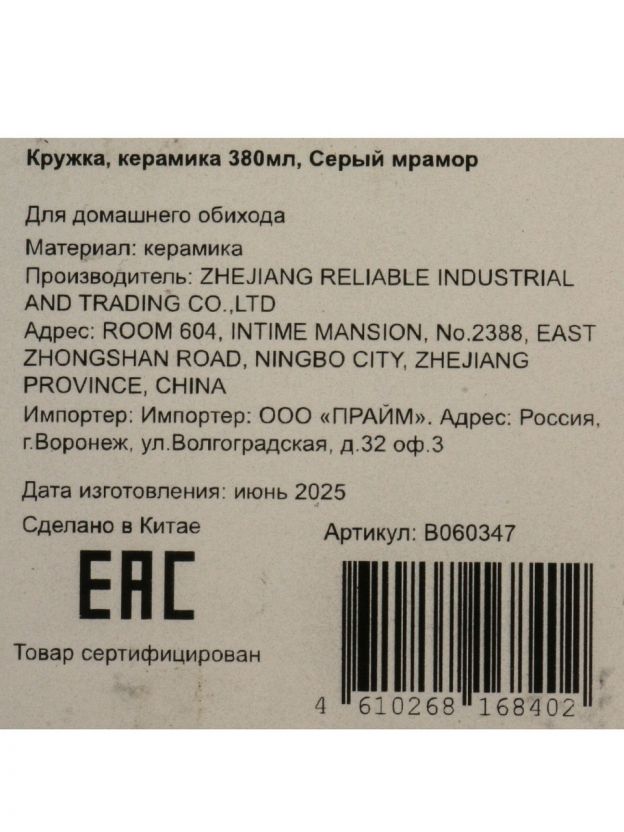 Кружка, керамика 380мл, Серый мрамор
Для домашнего обихода
Материал: керамика
Производитель: ZHEJIANG RELIABLE INDUSTRIAL
AND TRADING CO.,LTD
Адрес: ROOM 604, INTIME MANSION, No.2388, EAST
ZHONGSHAN ROAD, NINGBO CITY, ZHEJIANG
PROVINCE, CHINA
Импортер: Импортер: ООО «ПРАЙМ». Адрес: Россия,
г.Воронеж, ул.Волгоградская, д.32 оф.3
Дата изготовления: июнь 2025
Сделано в Китае
Артикул: B060347
EAC
Товар сертифицирован
4 610268 168402